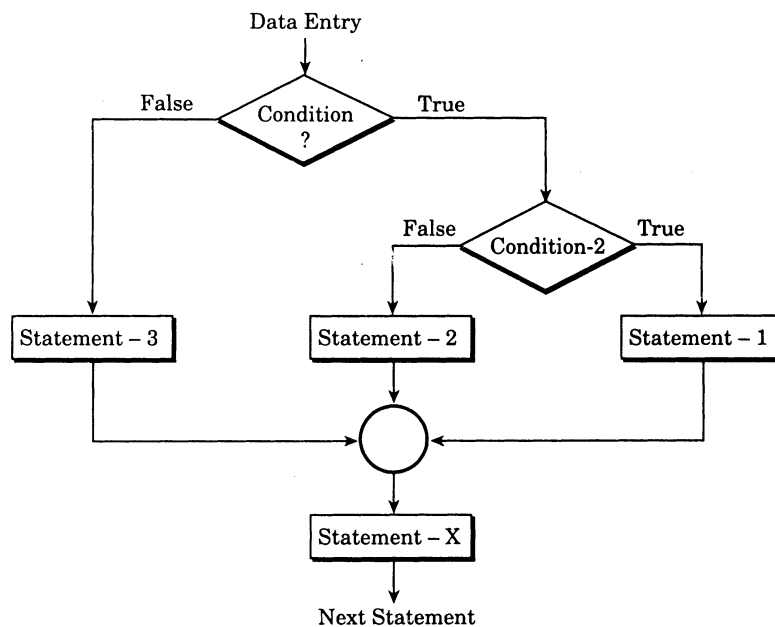 Data Entry
False
True
Condition
?
False
True
Condition-2
Statement – 3
Statement – 2
Statement – 1
Statement – X
Next Statement